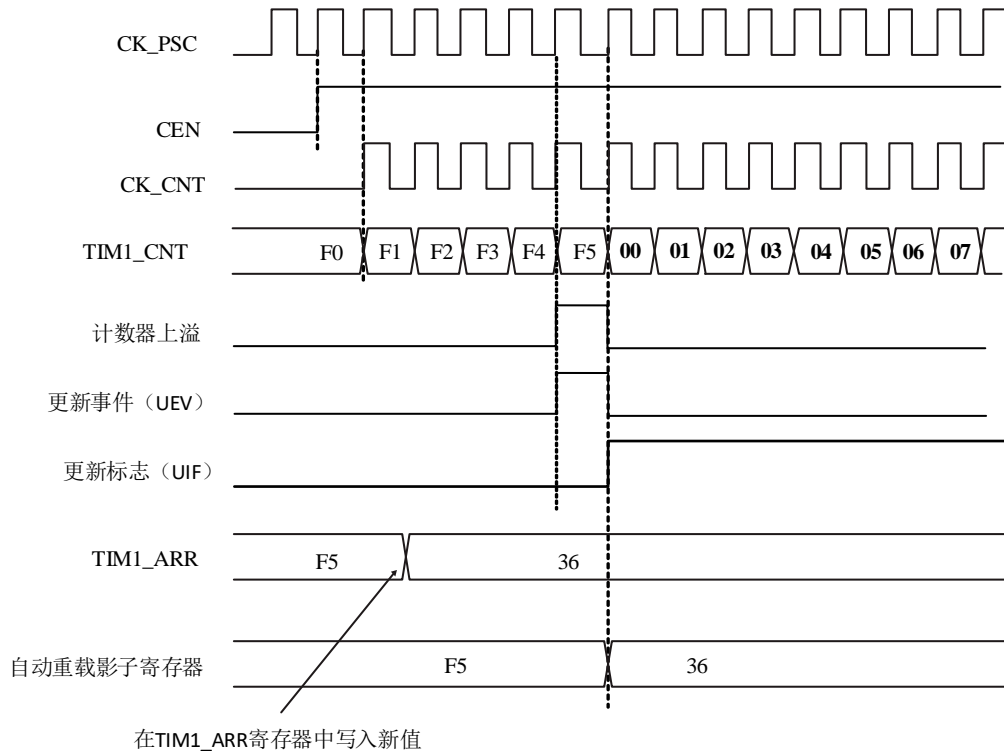 CK_PSC
CEN
CK_CNT
TIM1_CNT F0 F1 F2 F3 F4 F5 00 01 02 03 04 05 06 07
计数器上溢
更新事件（UEV）
更新标志（UIF）
TIM1_ARR F5 36
自动重载影子寄存器 F5 36
在TIM1_ARR寄存器中写入新值